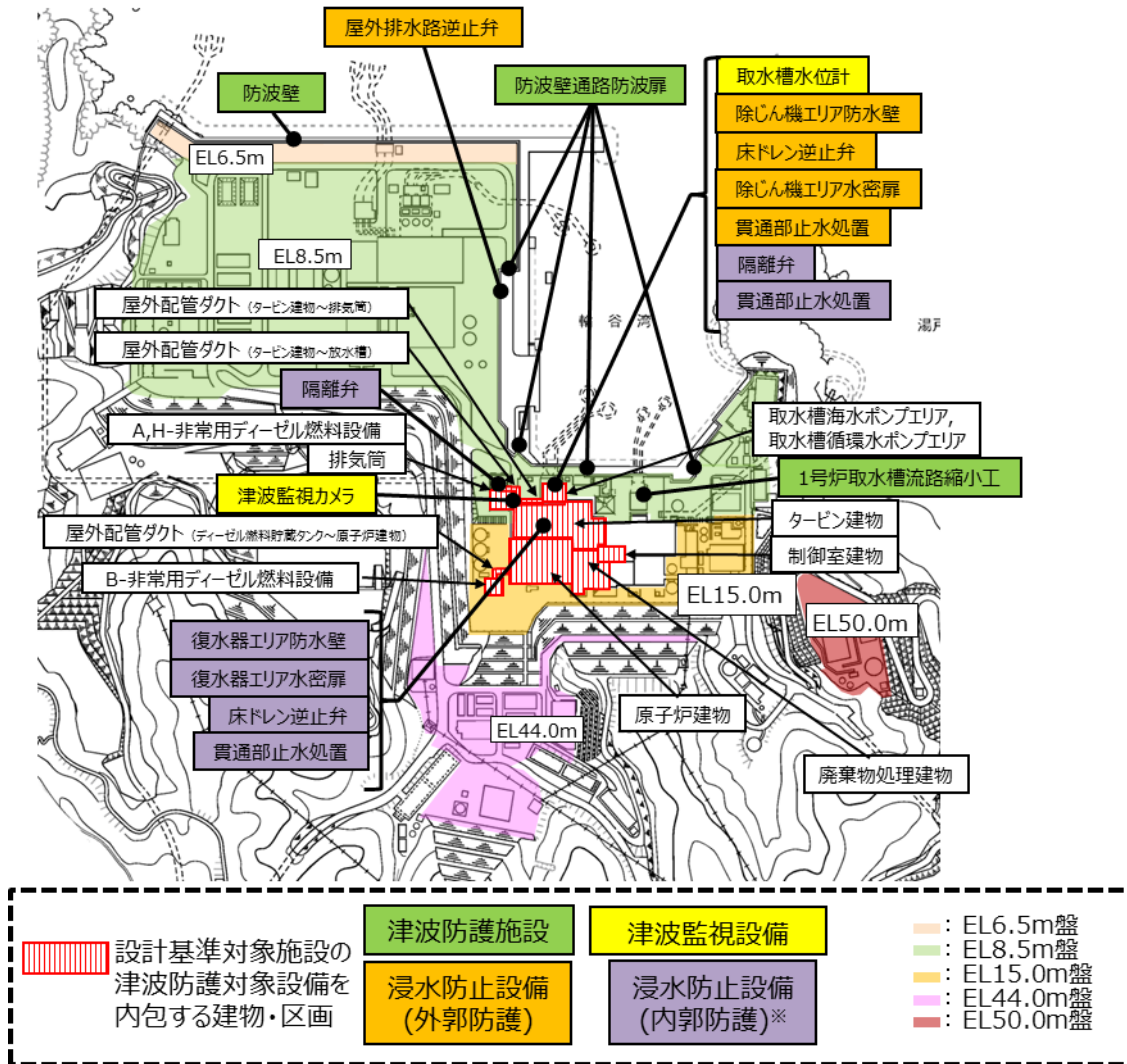 屋外排水路逆止弁
防波壁
防波壁通路防波扉
取水槽水位計
除じん機エリア防水壁
床ドレン逆止弁
除じん機エリア水密扉
貫通部止水処置
隔離弁
貫通部止水処置
EL6.5m
EL8.5m
輪谷湾
屋外配管ダクト（タービン建物～排気筒）
屋外配管ダクト（タービン建物～放水槽）
隔離弁
A,H-非常用ディーゼル燃料設備
排気筒
津波監視カメラ
屋外配管ダクト（ディーゼル燃料貯蔵タンク～原子炉建物）
B-非常用ディーゼル燃料設備
取水槽海水ポンプエリア,
取水槽循環水ポンプエリア
1号炉取水槽流路縮小工
タービン建物
制御室建物
EL15.0m
EL50.0m
復水器エリア防水壁
復水器エリア水密扉
床ドレン逆止弁
貫通部止水処置
EL44.0m
原子炉建物
廃棄物処理建物
設計基準対象施設の
津波防護対象設備を
内包する建物・区画
津波防護施設
津波監視設備
浸水防止設備
(外郭防護)
浸水防止設備
(内郭防護)※
：EL6.5m盤
：EL8.5m盤
：EL15.0m盤
：EL44.0m盤
：EL50.0m盤